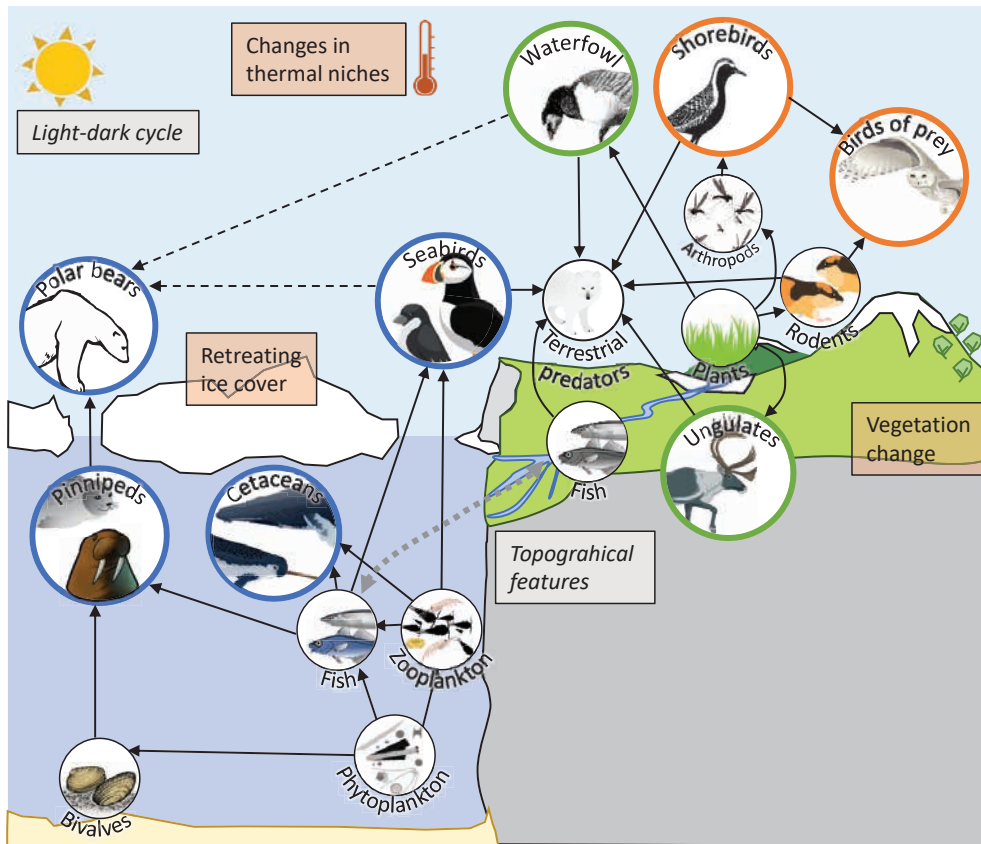 Changes in
thermal niches
Light-dark cycle
Waterfowl
Shorebirds
Birds of prey
Arthropods
Seabirds
Polar bears
Terrestrial
predators
Plants
Rodents
Retreating
ice cover
Vegetation
change
Ungulates
Fish
Pinnipeds
Cetaceans
Topograhical
features
Fish
Zooplankton
Phytoplankton
Bivalves